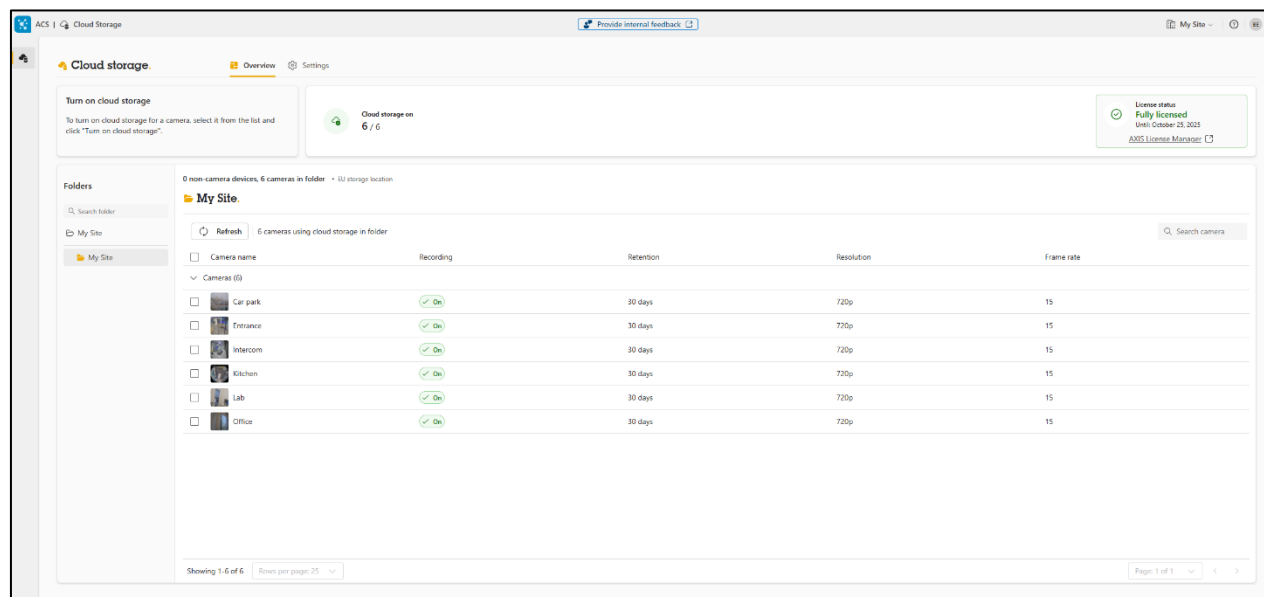 ACS | Cloud Storage
Provide internal feedback
My Site
Cloud storage.
Overview
Settings
Turn on cloud storage
To turn on cloud storage for a camera, select it from the list and
click "Turn on cloud storage".
Cloud storage on
6 / 6
License status
Fully licensed
Until: October 25, 2025
AXIS License Manager
Folders
Search folder
My Site
My Site
0 non-camera devices, 6 cameras in folder • EU storage location
My Site.
Refresh
6 cameras using cloud storage in folder
Search camera
Camera name Recording Retention Resolution Frame rate
Cameras (6)
Car park On 30 days 720p 15
Entrance On 30 days 720p 15
Intercom On 30 days 720p 15
Kitchen On 30 days 720p 15
Lab On 30 days 720p 15
Office On 30 days 720p 15
Showing 1-6 of 6
Rows per page: 25
Page: 1 of 1